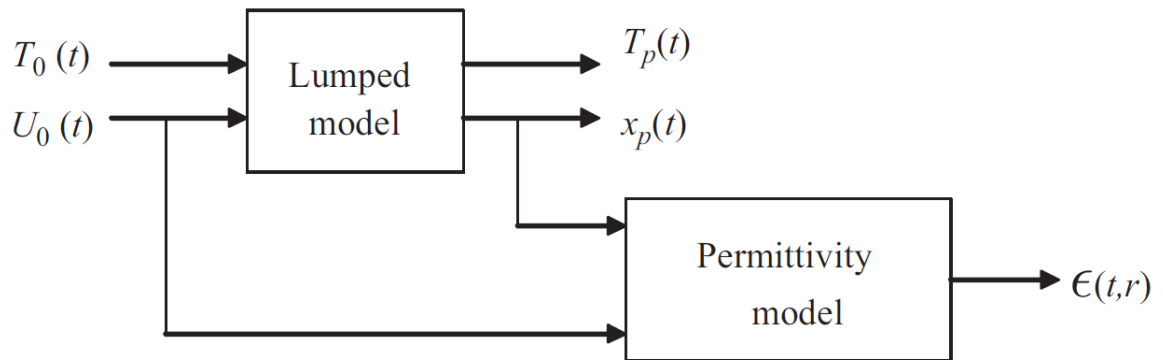 T₀ (t)
U₀ (t)
Lumped
model
Tₚ(t)
xₚ(t)
Permittivity
model
ϵ(t,r)